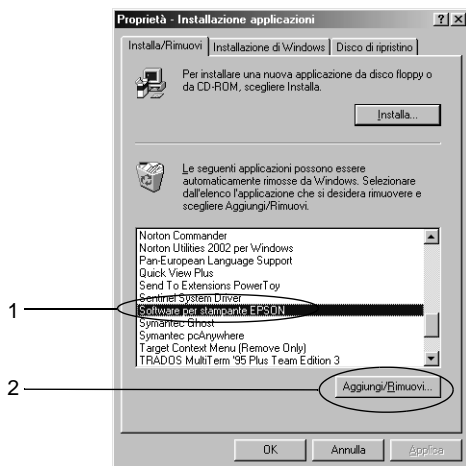 Proprietà - Installazione applicazioni
Installa/Rimuovi Installazione di Windows Disco di ripristino
Per installare una nuova applicazione da disco floppy o
da CD-ROM, scegliere Installa.
Installa...
Le seguenti applicazioni possono essere
automaticamente rimosse da Windows. Selezionare
dall'elenco l'applicazione che si desidera rimuovere e
scegliere Aggiungi/Rimuovi.
Norton Commander
Norton Utilities 2002 per Windows
Pan-European Language Support
Quick View Plus
Send To Extensions PowerToy
Sentinel System Driver
1 Software per stampante EPSON
Symantec Ghost
Symantec pcAnywhere
Target Context Menu (Remove Only)
TRADOS MultiTerm '95 Plus Team Edition 3
2 Aggiungi/Rimuovi...
OK Annulla Applica